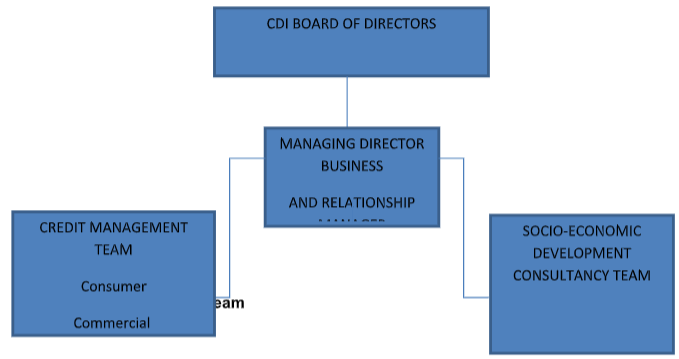 CDI BOARD OF DIRECTORS
MANAGING DIRECTOR
BUSINESS
AND RELATIONSHIP
CREDIT MANAGEMENT
TEAM
Consumer
Commercial
eam
SOCIO-ECONOMIC
DEVELOPMENT
CONSULTANCY TEAM